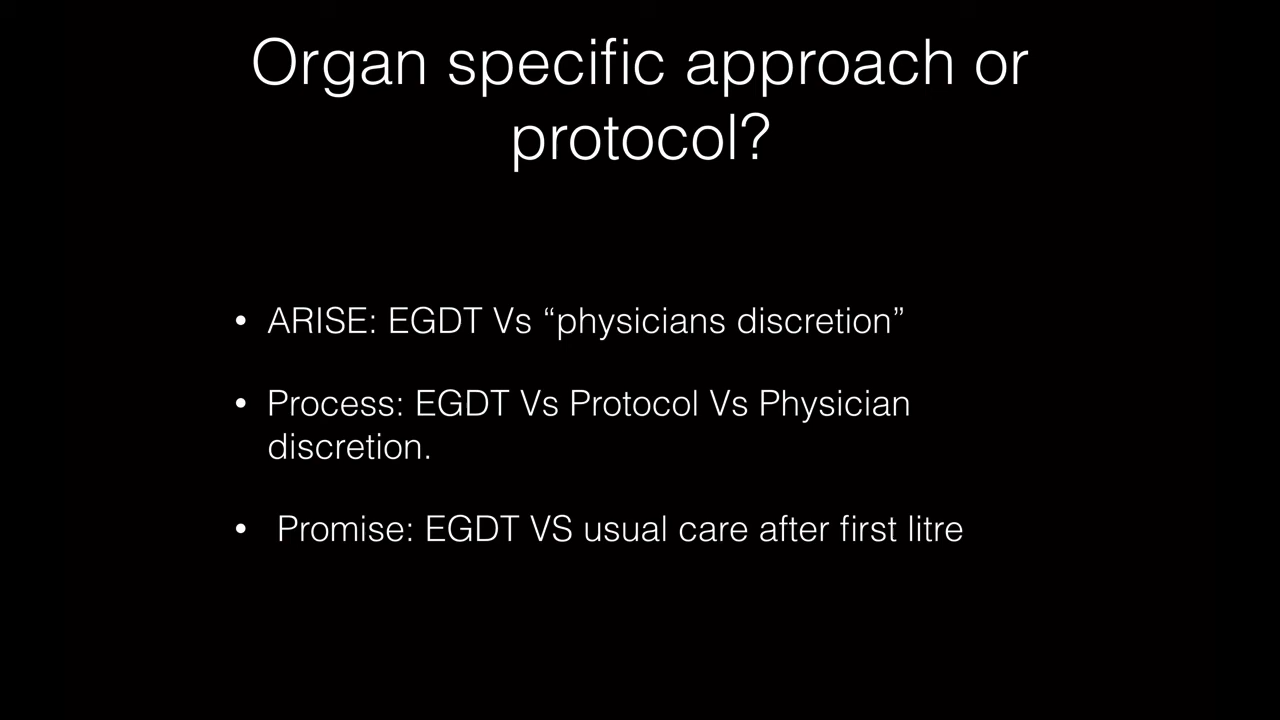 Organ specific approach or
protocol?
• ARISE: EGDT Vs “physicians discretion”
• Process: EGDT Vs Protocol Vs Physician
discretion.
• Promise: EGDT VS usual care after first litre